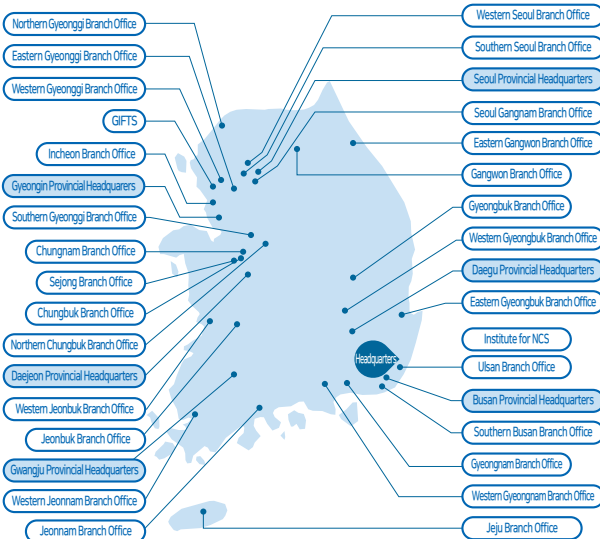 Northern Gyeonggi Branch Office
Eastern Gyeonggi Branch Office
Western Gyeonggi Branch Office
GIFTS
Incheon Branch Office
Gyeongin Provincial Headquarers
Southern Gyeonggi Branch Office
Chungnam Branch Office
Sejong Branch Office
Chungbuk Branch Office
Northern Chungbuk Branch Office
Daejeon Provincial Headquarters
Western Jeonbuk Branch Office
Jeonbuk Branch Office
Gwangju Provincial Headquarters
Western Jeonnam Branch Office
Jeonnam Branch Office
Western Seoul Branch Office
Southern Seoul Branch Office
Seoul Provincial Headquarters
Seoul Gangnam Branch Office
Eastern Gangwon Branch Office
Gangwon Branch Office
Gyeongbuk Branch Office
Western Gyeongbuk Branch Office
Daegu Provincial Headquarters
Eastern Gyeongbuk Branch Office
Institute for NCS
Headquarters
Ulsan Branch Office
Busan Provincial Headquarters
Southern Busan Branch Office
Gyeongnam Branch Office
Western Gyeongnam Branch Office
Jeju Branch Office